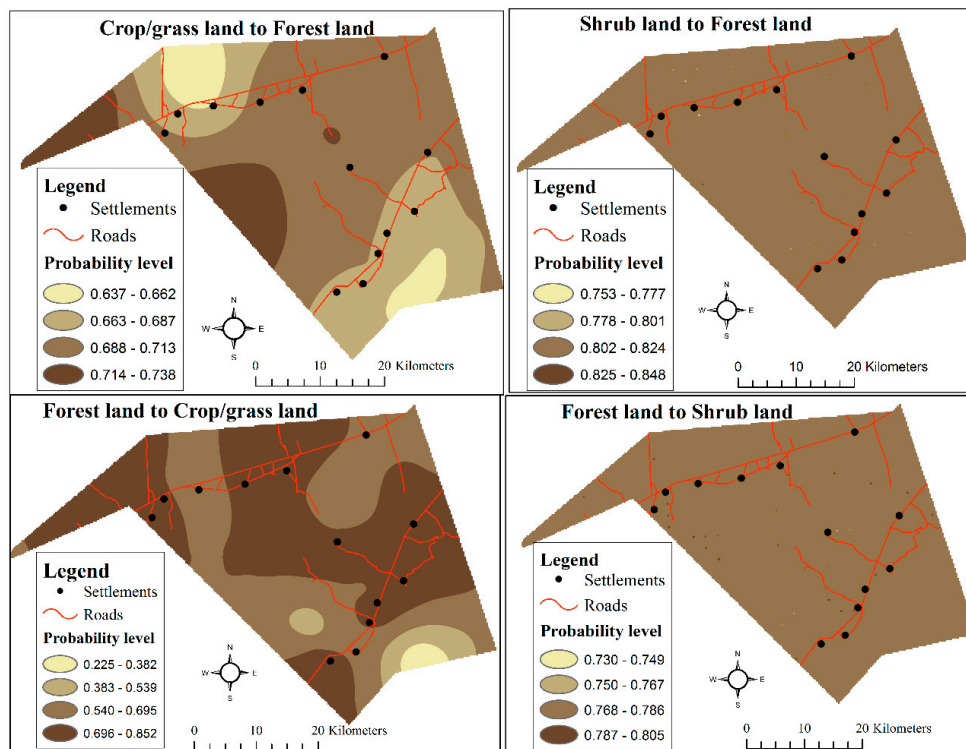 Crop/grass land to Forest land
Legend
Settlements
Roads
Probability level
0.637 - 0.662
0.663 - 0.687
0.688 - 0.713
0.714 - 0.738
N
W E
S
0 10 20 Kilometers
Shrub land to Forest land
Legend
Settlements
Roads
Probability level
0.753 - 0.777
0.778 - 0.801
0.802 - 0.824
0.825 - 0.848
N
W E
S
0 10 20 Kilometers
Forest land to Crop/grass land
Legend
Settlements
Roads
Probability level
0.225 - 0.382
0.383 - 0.539
0.540 - 0.695
0.696 - 0.852
N
W E
S
0 10 20 Kilometers
Forest land to Shrub land
Legend
Settlements
Roads
Probability level
0.730 - 0.749
0.750 - 0.767
0.768 - 0.786
0.787 - 0.805
N
W E
S
0 10 20 Kilometers